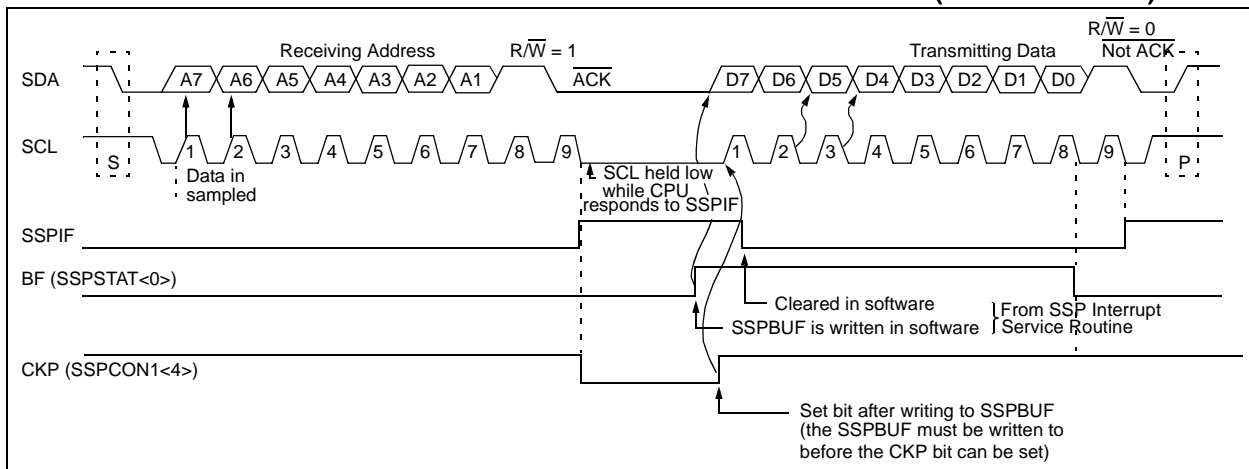 R/W̅ = 0
Receiving Address R/W̅ = 1 Transmitting Data N̅o̅t̅ ̅A̅C̅K̅
SDA A7 A6 A5 A4 A3 A2 A1 A̅C̅K̅ D7 D6 D5 D4 D3 D2 D1 D0
SCL 1 2 3 4 5 6 7 8 9 1 2 3 4 5 6 7 8 9
S P
Data in
sampled
SCL held low
while CPU
responds to SSPIF
SSPIF
BF (SSPSTAT<0>)
Cleared in software
SSPBUF is written in software
From SSP Interrupt
Service Routine
CKP (SSPCON1<4>)
Set bit after writing to SSPBUF
(the SSPBUF must be written to
before the CKP bit can be set)